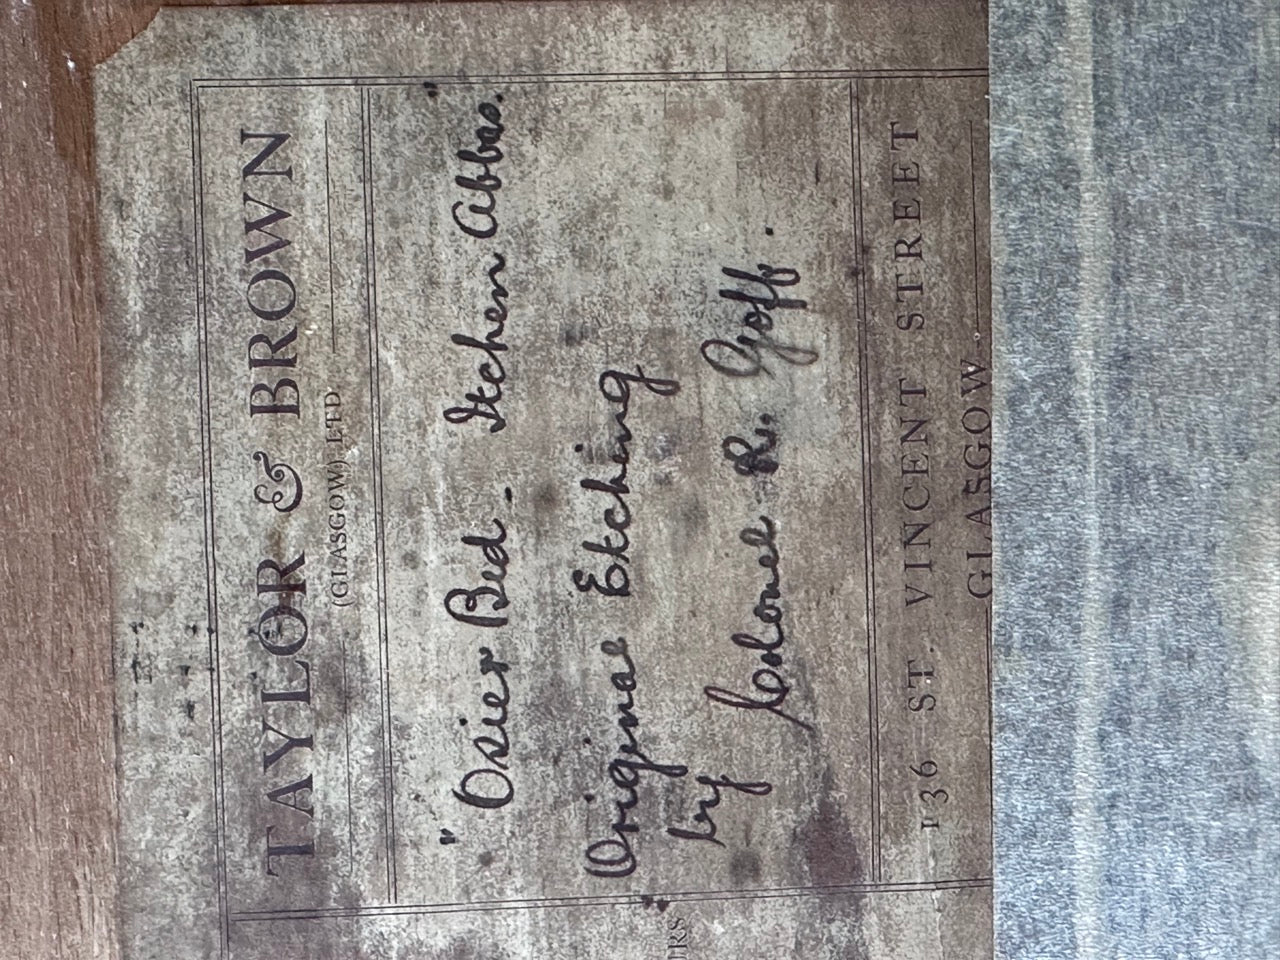 TAYLOR & BROWN
(GLASGOW) LTD
"Osier Bed. Itchen Abbas."
Original Etching
by Colonel R. Goff.
136 ST. VINCENT STREET
GLASGOW